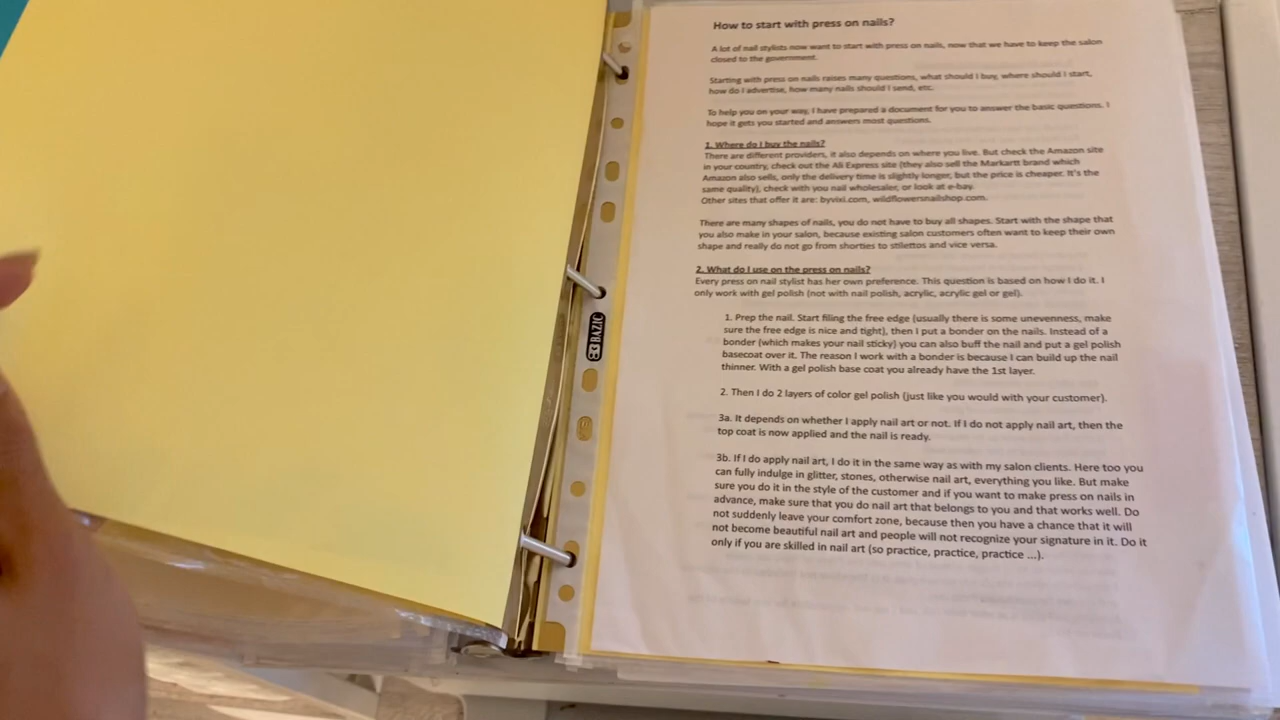 How to start with press on nails?
A lot of nail stylists now want to start with press on nails, now that we have to keep the salon
closed to the government.
Starting with press on nails raises many questions, what should I buy, where should I start,
how do I advertise, how many nails should I send, etc.
To help you on your way, I have prepared a document for you to answer the basic questions. I
hope it gets you started and answers most questions.
1. Where do I buy the nails?
There are different providers, it also depends on where you live. But check the Amazon site
in your country, check out the Ali Express site (they also sell the Markartt brand which
Amazon also sells, only the delivery time is slightly longer, but the price is cheaper. It's the
same quality), check with you nail wholesaler, or look at e-bay.
Other sites that offer it are: byvixi.com, wildflowersnailshop.com.
There are many shapes of nails, you do not have to buy all shapes. Start with the shape that
you also make in your salon, because existing salon customers often want to keep their own
shape and really do not go from shorties to stilettos and vice versa.
2. What do I use on the press on nails?
Every press on nail stylist has her own preference. This question is based on how I do it. I
only work with gel polish (not with nail polish, acrylic, acrylic gel or gel).
1. Prep the nail. Start filing the free edge (usually there is some unevenness, make
sure the free edge is nice and tight), then I put a bonder on the nails. Instead of a
bonder (which makes your nail sticky) you can also buff the nail and put a gel polish
basecoat over it. The reason I work with a bonder is because I can build up the nail
thinner. With a gel polish base coat you already have the 1st layer.
2. Then I do 2 layers of color gel polish (just like you would with your customer).
3a. It depends on whether I apply nail art or not. If I do not apply nail art, then the
top coat is now applied and the nail is ready.
3b. If I do apply nail art, I do it in the same way as with my salon clients. Here too you
can fully indulge in glitter, stones, otherwise nail art, everything you like. But make
sure you do it in the style of the customer and if you want to make press on nails in
advance, make sure that you do nail art that belongs to you and that works well. Do
not suddenly leave your comfort zone, because then you have a chance that it will
not become beautiful nail art and people will not recognize your signature in it. Do it
only if you are skilled in nail art (so practice, practice, practice ...).
BAZIC